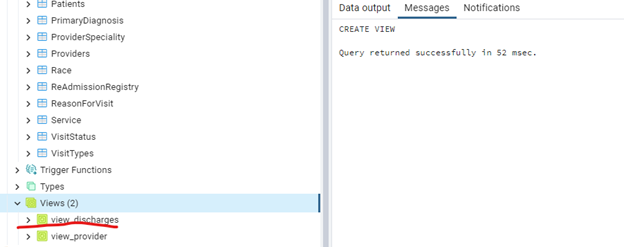 Patients
PrimaryDiagnosis
ProviderSpeciality
Providers
Race
ReAdmissionRegistry
ReasonForVisit
Service
VisitStatus
VisitTypes
Trigger Functions
Types
Views (2)
view_discharges
view_provider
Data output Messages Notifications
CREATE VIEW
Query returned successfully in 52 msec.